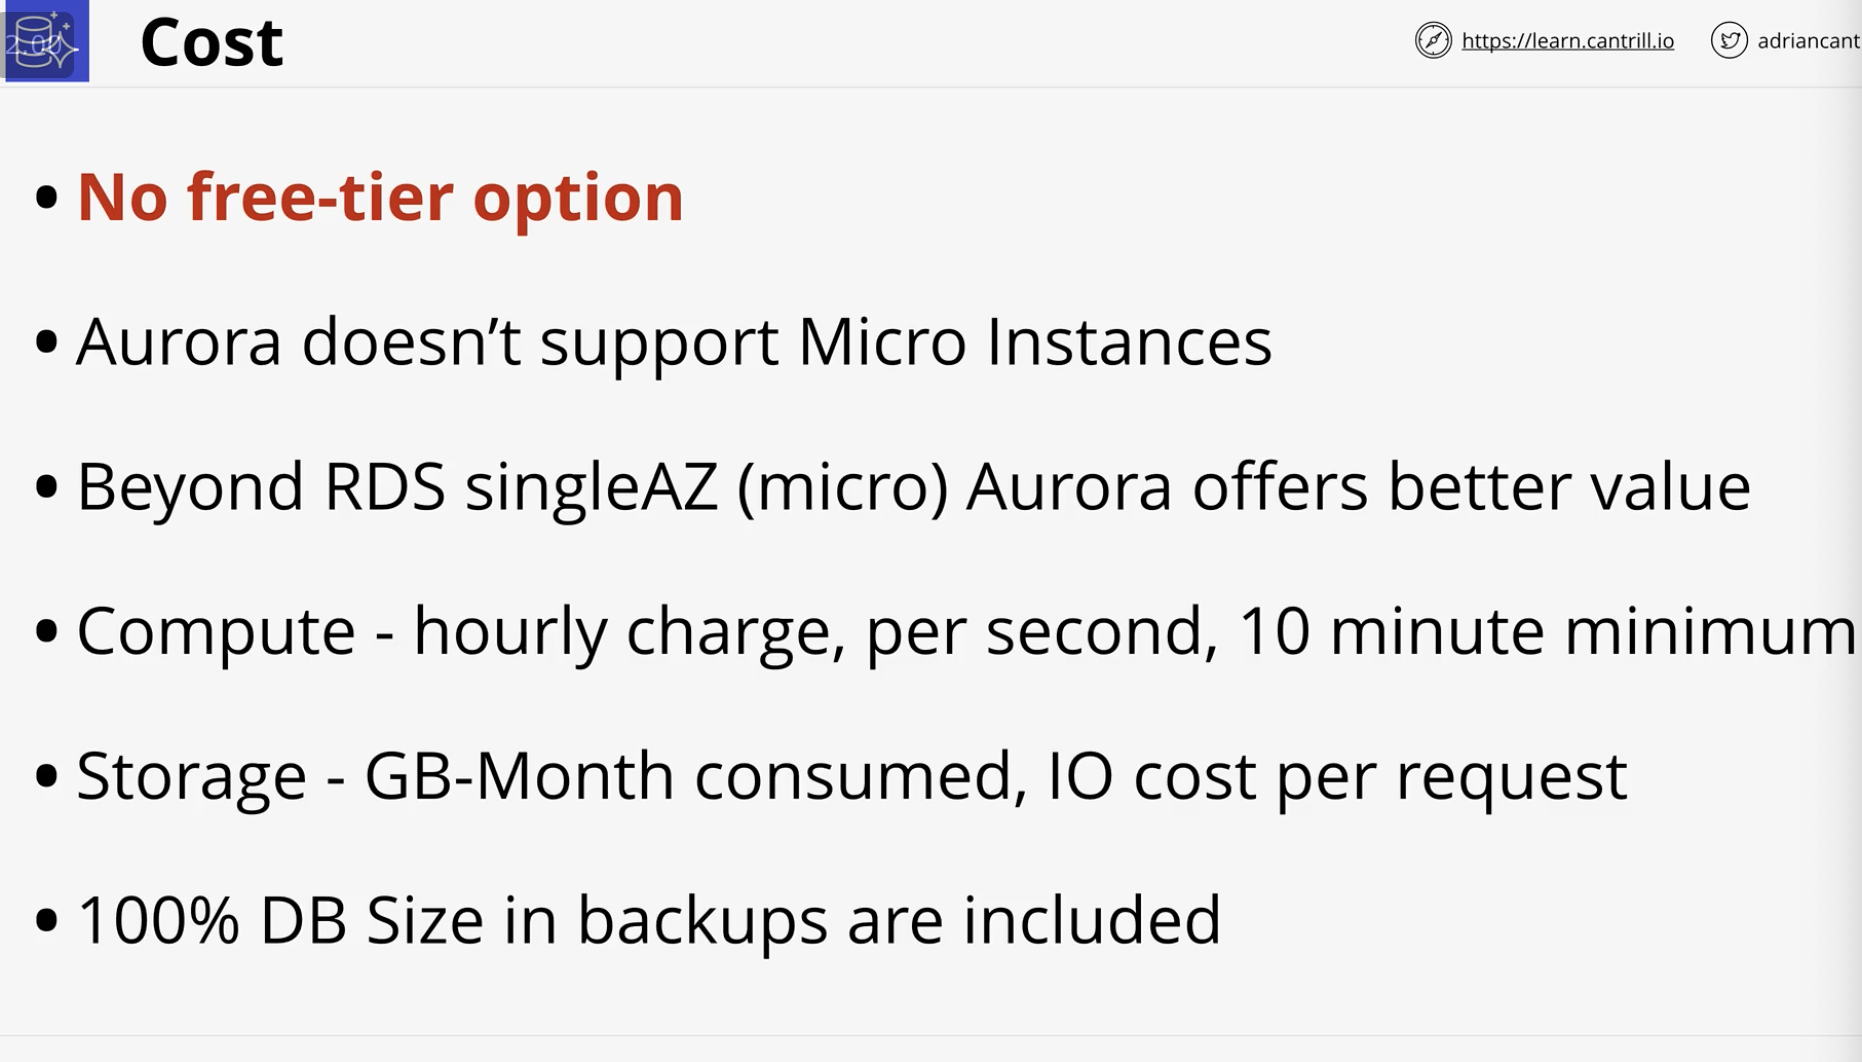 2.00
Cost
https://learn.cantrill.io
adriancant
• No free-tier option
• Aurora doesn’t support Micro Instances
• Beyond RDS singleAZ (micro) Aurora offers better value
• Compute - hourly charge, per second, 10 minute minimum
• Storage - GB-Month consumed, IO cost per request
• 100% DB Size in backups are included